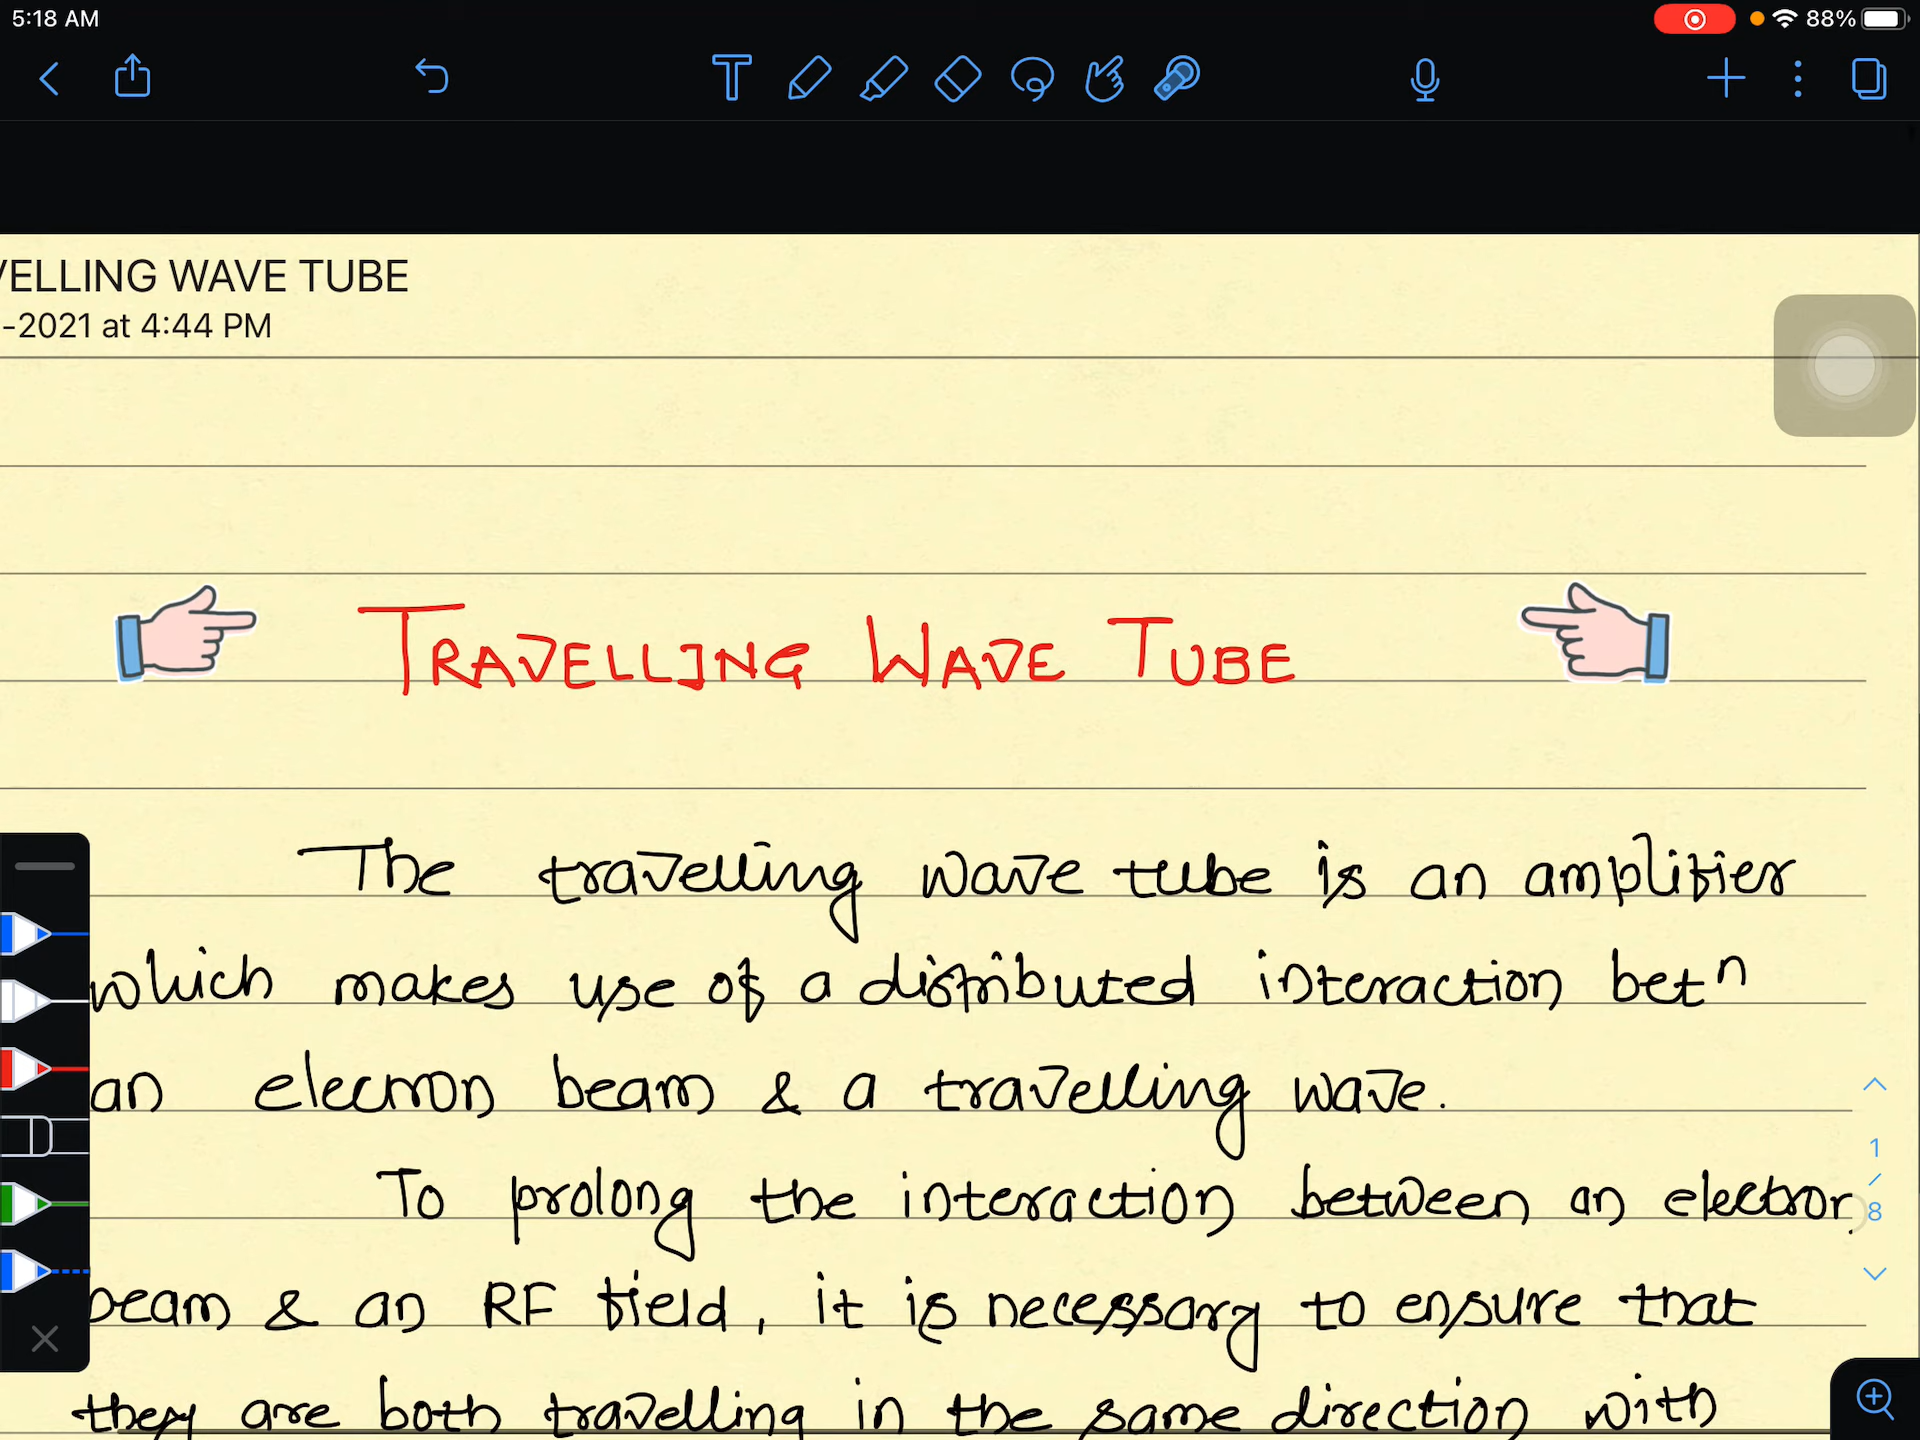 5:18 AM
88%
VELLING WAVE TUBE
-2021 at 4:44 PM
TRAVELLING WAVE TUBE
The travelling wave tube is an amplifier
which makes use of a distributed interaction betn
an electron beam & a travelling wave.
To prolong the interaction between an electron
beam & an RF field, it is necessary to ensure that
they are both travelling in the same direction with
1
/
8